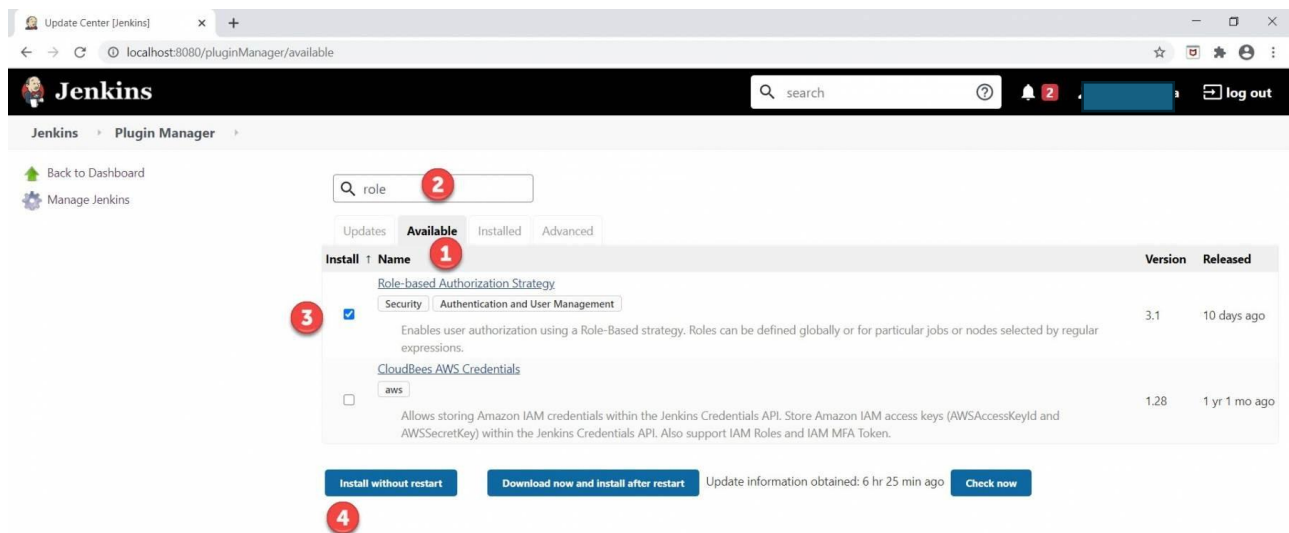 Update Center [Jenkins]
localhost:8080/pluginManager/available
Jenkins
search
2
a
log out
Jenkins
Plugin Manager
Back to Dashboard
Manage Jenkins
role
2
Updates Available Installed Advanced
1
Install ↑ Name Version Released
Role-based Authorization Strategy
Security Authentication and User Management
3
3.1 10 days ago
Enables user authorization using a Role-Based strategy. Roles can be defined globally or for particular jobs or nodes selected by regular
expressions.
CloudBees AWS Credentials
aws
1.28 1 yr 1 mo ago
Allows storing Amazon IAM credentials within the Jenkins Credentials API. Store Amazon IAM access keys (AWSAccessKeyId and
AWSSecretKey) within the Jenkins Credentials API. Also support IAM Roles and IAM MFA Token.
Install without restart Download now and install after restart Update information obtained: 6 hr 25 min ago Check now
4